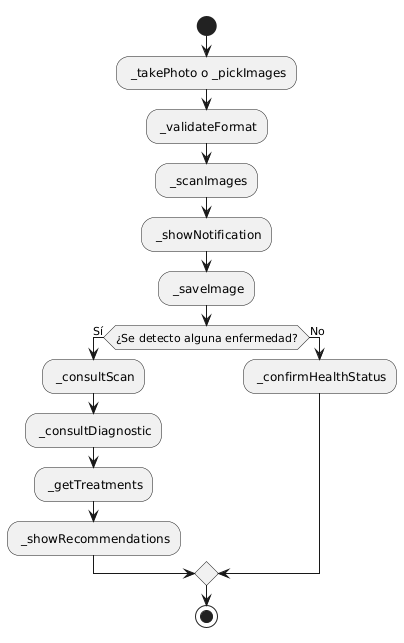 _takePhoto o _pickImages
_validateFormat
_scanImages
_showNotification
_saveImage
¿Se detecto alguna enfermedad?
Sí
No
_consultScan
_confirmHealthStatus
_consultDiagnostic
_getTreatments
_showRecommendations